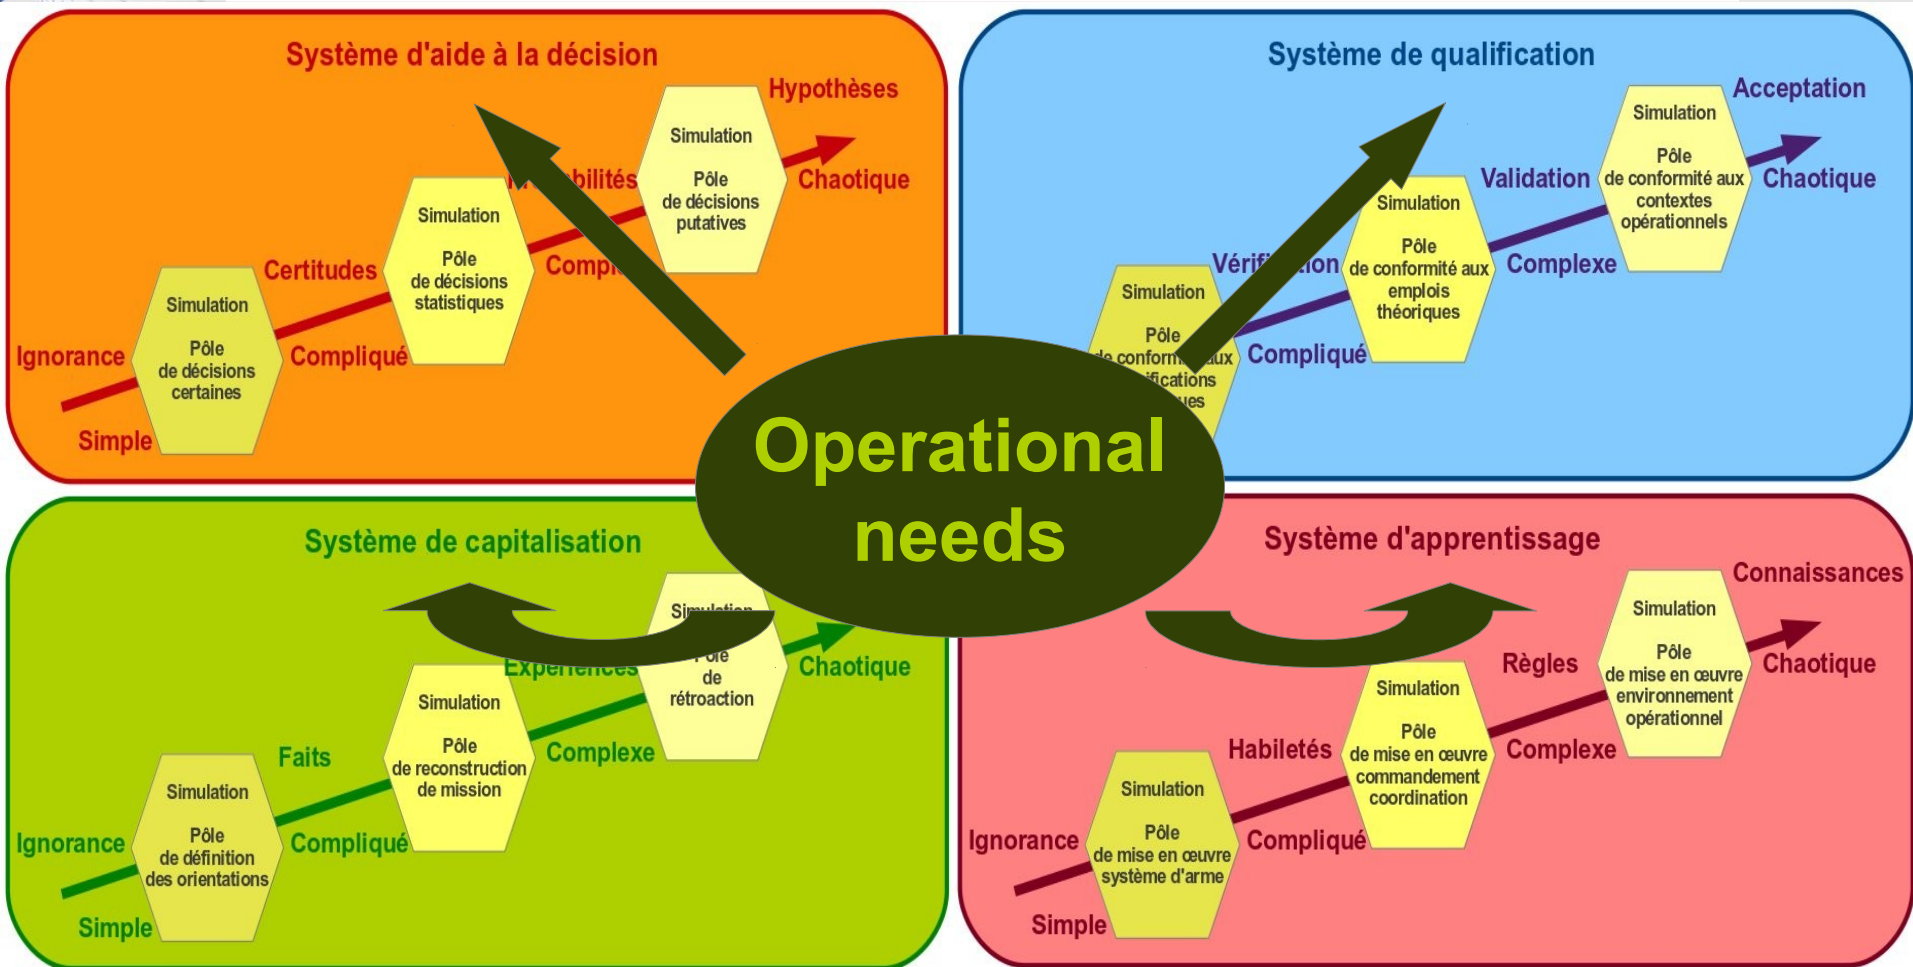 Système d'aide à la décision
Hypothèses
Simulation
Pôle
de décisions
putatives
Chaotique
Simulation
Pôle
de décisions
statistiques
Certitudes
Simulation
Pôle
de décisions
certaines
Ignorance
Compliqué
Simple
Système de qualification
Acceptation
Simulation
Pôle
de conformité aux
contextes
opérationnels
Validation
Chaotique
Simulation
Pôle
de conformité aux
emplois
théoriques
Complexe
Simulation
Pôle
Compliqué
Operational
needs
Système de capitalisation
Simulation
Pôle
de
rétroaction
Expériences
Chaotique
Simulation
Pôle
de reconstruction
de mission
Complexe
Faits
Simulation
Pôle
de définition
des orientations
Ignorance
Compliqué
Simple
Système d'apprentissage
Connaissances
Simulation
Pôle
de mise en œuvre
environnement
opérationnel
Règles
Chaotique
Simulation
Pôle
de mise en œuvre
commandement
coordination
Complexe
Habiletés
Simulation
Pôle
de mise en œuvre
système d'arme
Ignorance
Compliqué
Simple